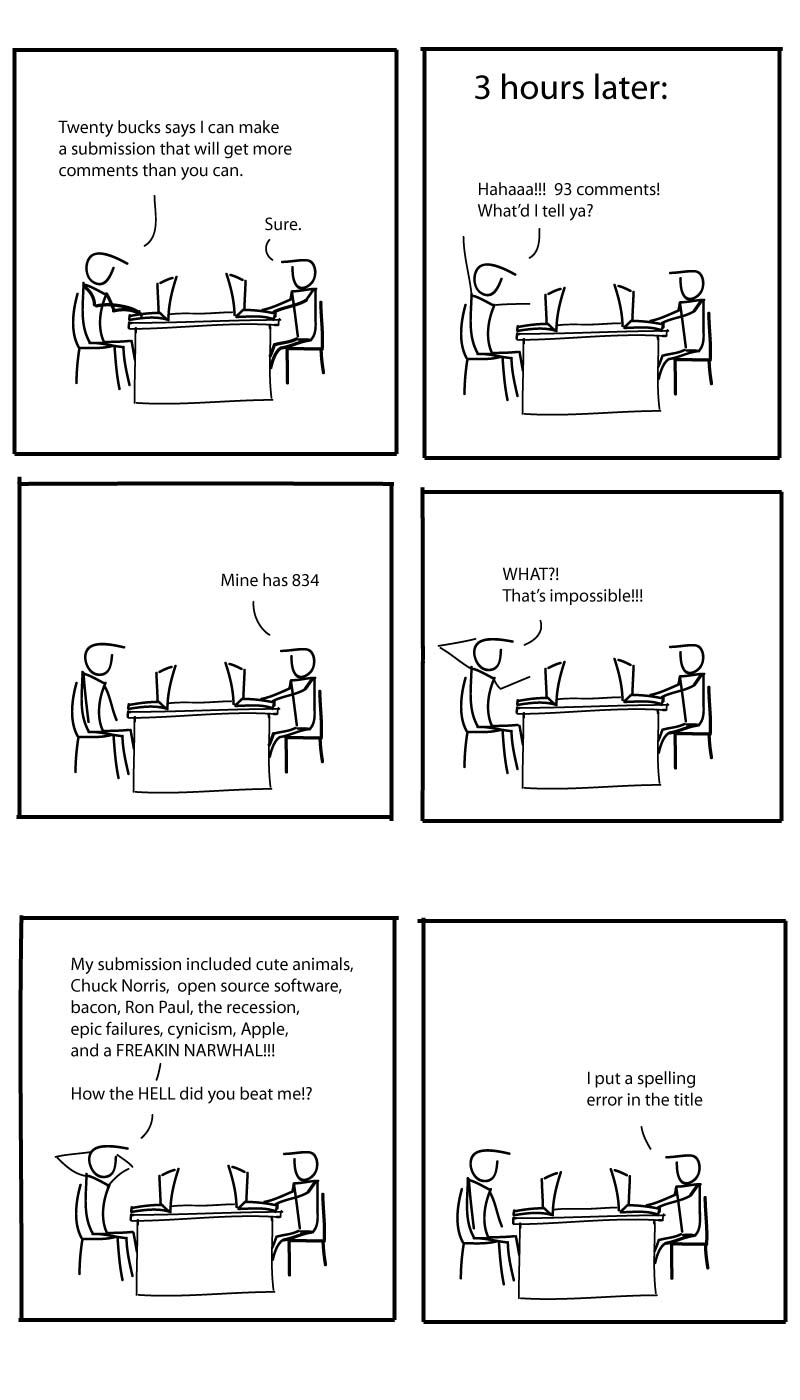 Twenty bucks says I can make
a submission that will get more
comments than you can.
Sure.
3 hours later:
Hahaaa!!! 93 comments!
What'd I tell ya?
Mine has 834
WHAT?!
That's impossible!!!
My submission included cute animals,
Chuck Norris, open source software,
bacon, Ron Paul, the recession,
epic failures, cynicism, Apple,
and a FREAKIN NARWHAL!!!
How the HELL did you beat me!?
I put a spelling
error in the title